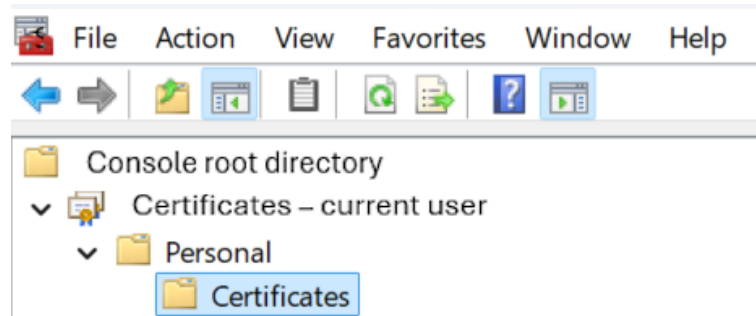 File Action View Favorites Window Help
?
Console root directory
Certificates – current user
Personal
Certificates